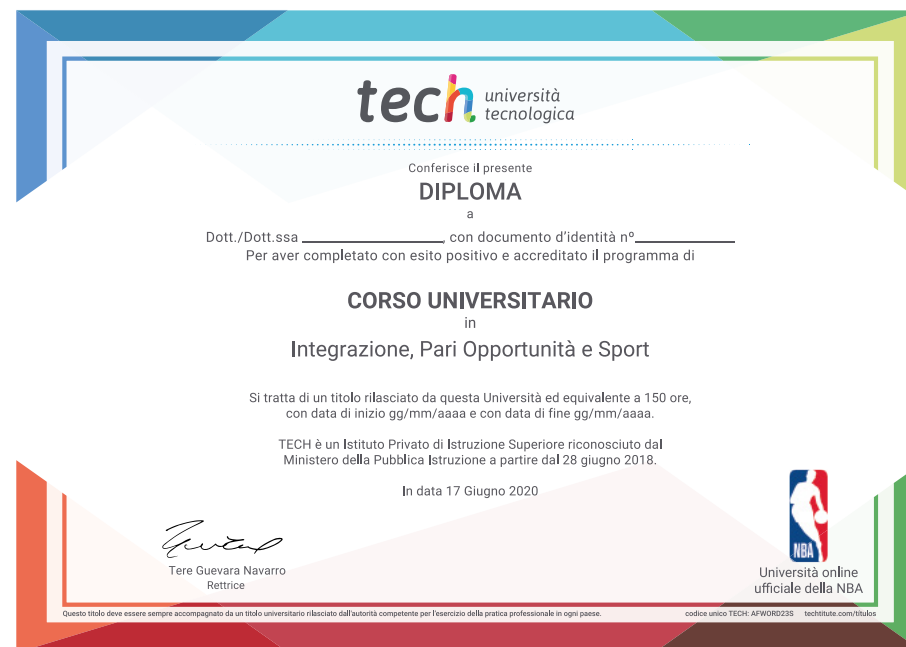 tech università
tecnologica
Conferisce il presente
DIPLOMA
a
Dott./Dott.ssa ____________, con documento d'identità nº____________
Per aver completato con esito positivo e accreditato il programma di
CORSO UNIVERSITARIO
in
Integrazione, Pari Opportunità e Sport
Si tratta di un titolo rilasciato da questa Università ed equivalente a 150 ore,
con data di inizio gg/mm/aaaa e con data di fine gg/mm/aaaa.
TECH è un Istituto Privato di Istruzione Superiore riconosciuto dal
Ministero della Pubblica Istruzione a partire dal 28 giugno 2018.
In data 17 Giugno 2020
Tere Guevara Navarro
Rettrice
NBA
Università online
ufficiale della NBA
Questo titolo deve essere sempre accompagnato da un titolo universitario rilasciato dall'autorità competente per l'esercizio della pratica professionale in ogni paese. codice unico TECH: AFWORD23S techtitute.com/títulos